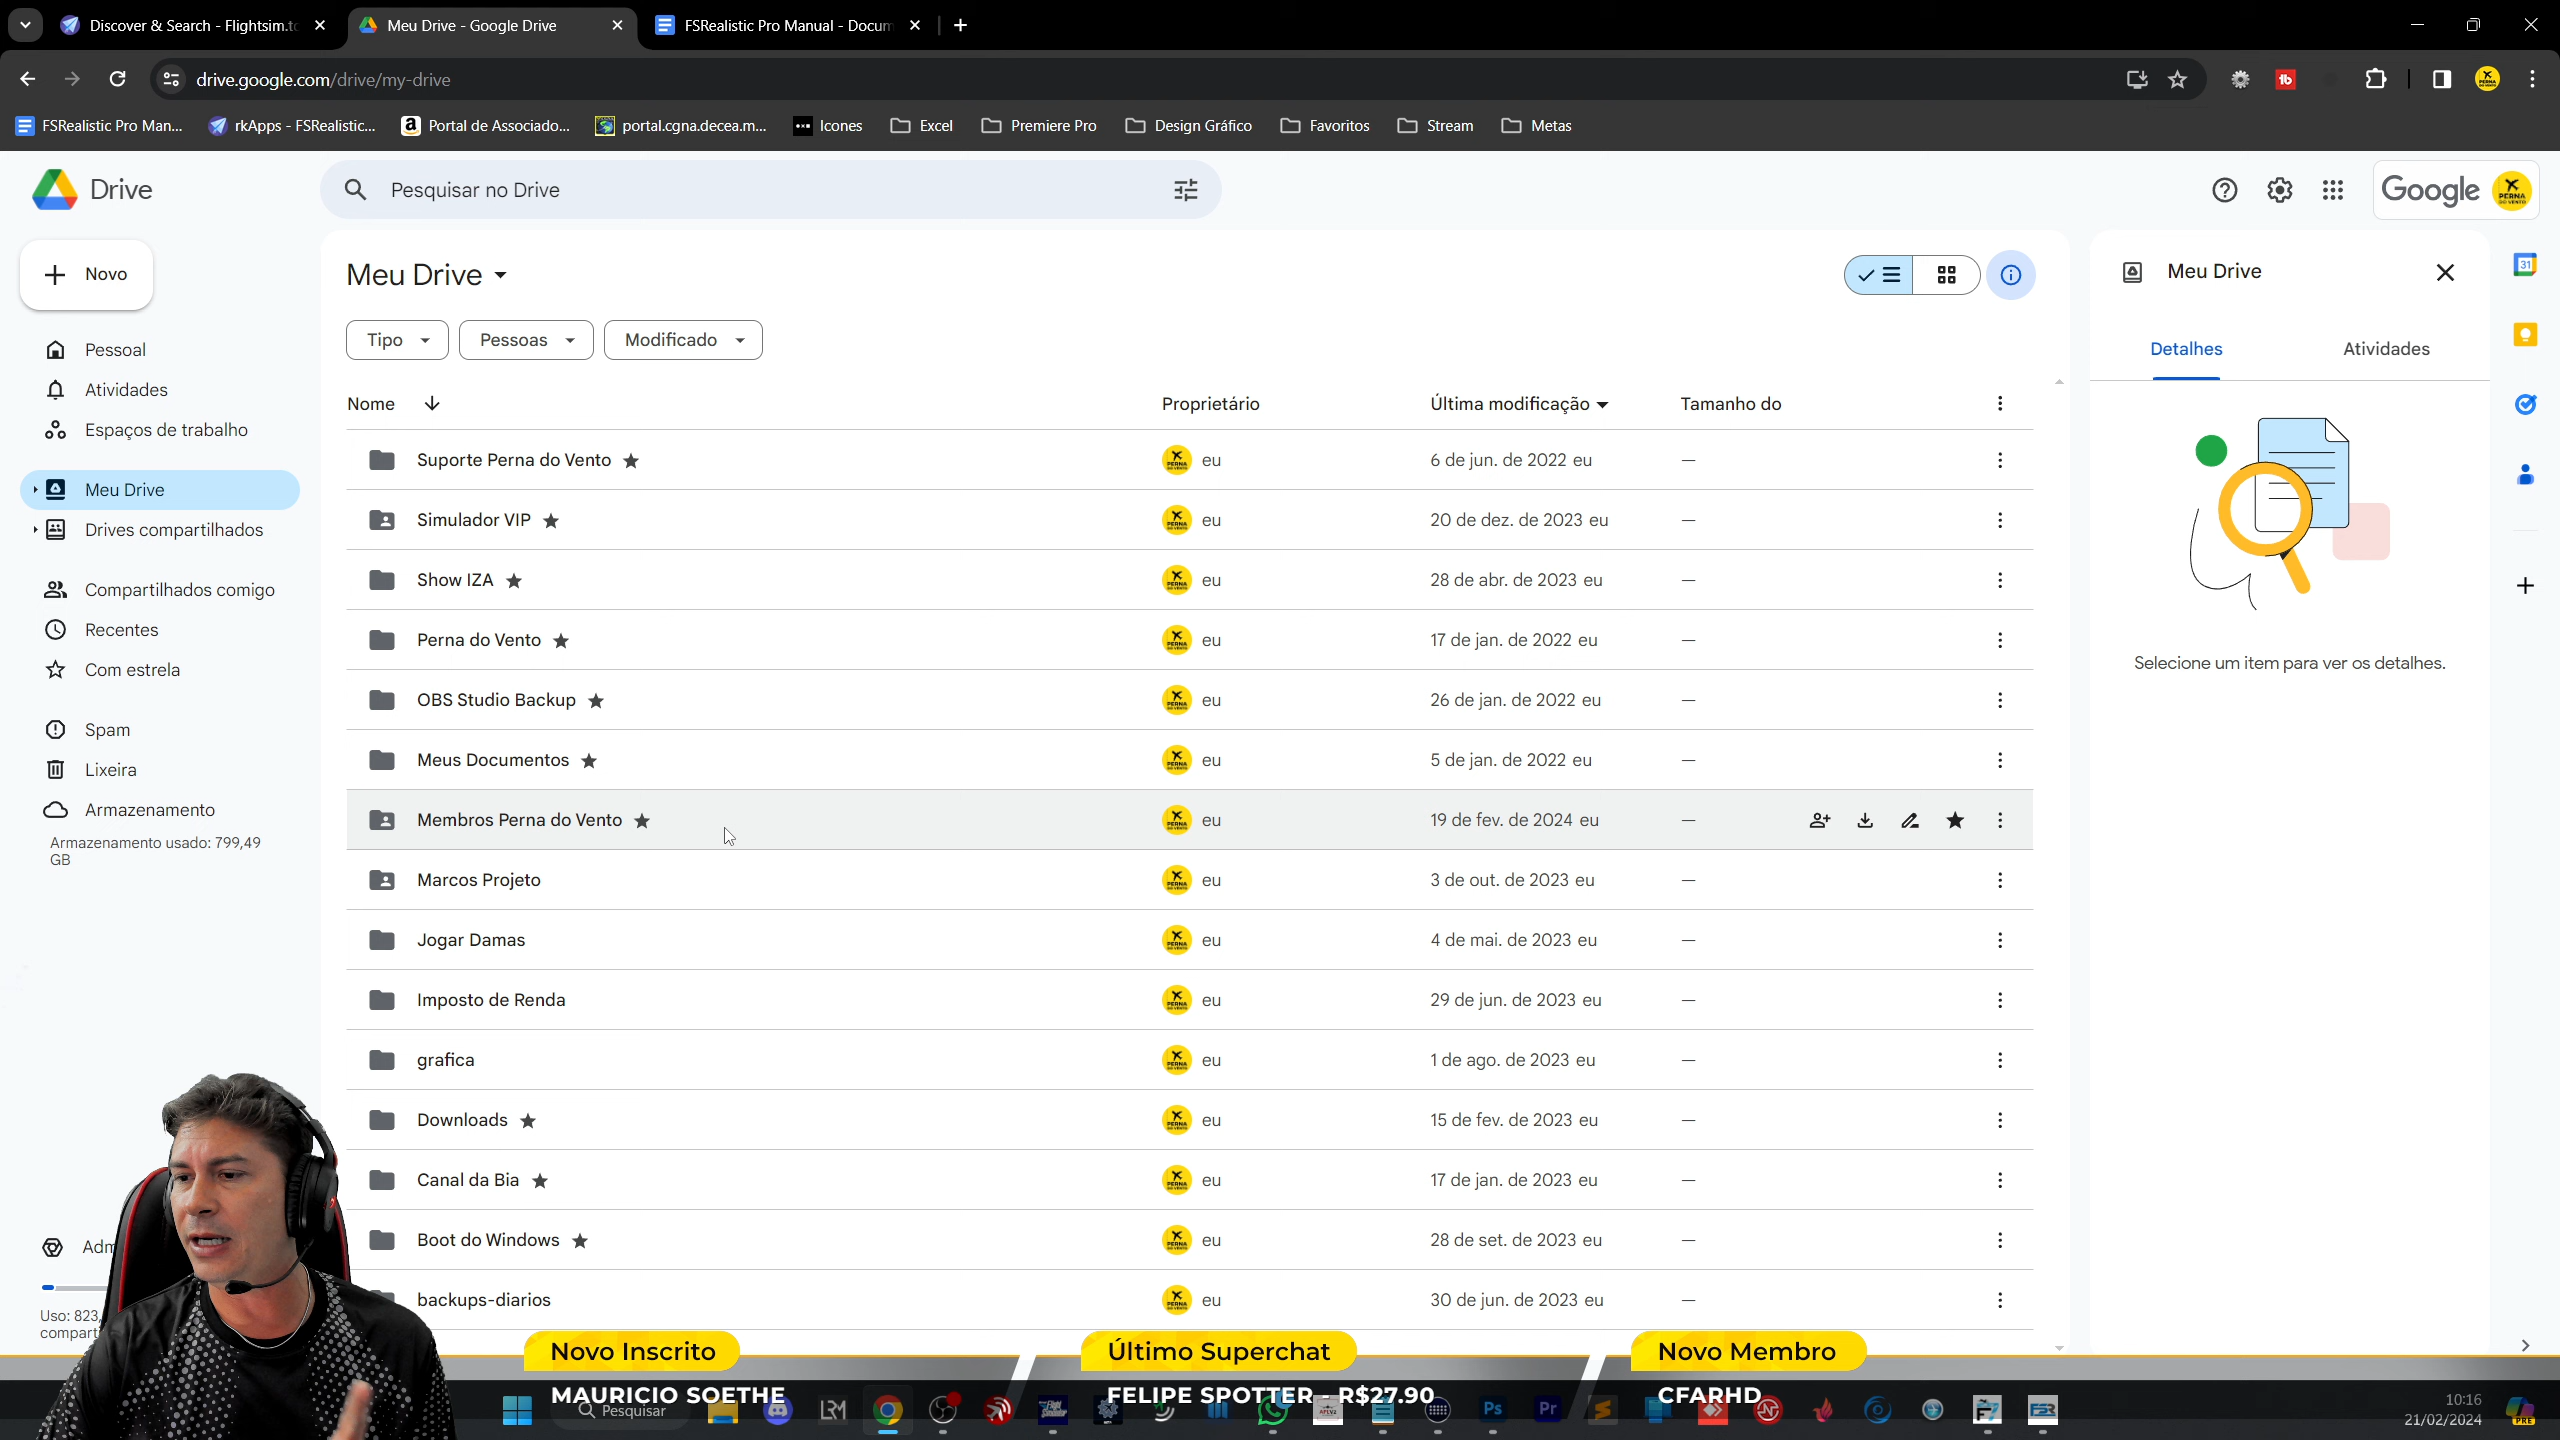 Discover & Search - Flightsim.to
Meu Drive - Google Drive
FSRealistic Pro Manual - Docum
drive.google.com/drive/my-drive
FSRealistic Pro Man...
rkApps - FSRealistic...
Portal de Associado...
portal.cgna.decea.m...
Icones
Excel
Premiere Pro
Design Gráfico
Favoritos
Stream
Metas
Drive
Pesquisar no Drive
Google
Novo
Meu Drive
Tipo
Pessoas
Modificado
Pessoal
Atividades
Espaços de trabalho
Meu Drive
Drives compartilhados
Compartilhados comigo
Recentes
Com estrela
Spam
Lixeira
Armazenamento
Armazenamento usado: 799,49
GB
Uso: 823,
Nome Proprietário Última modificação Tamanho do
Suporte Perna do Vento eu 6 de jun. de 2022 eu —
Simulador VIP eu 20 de dez. de 2023 eu —
Show IZA eu 28 de abr. de 2023 eu —
Perna do Vento eu 17 de jan. de 2022 eu —
OBS Studio Backup eu 26 de jan. de 2022 eu —
Meus Documentos eu 5 de jan. de 2022 eu —
Membros Perna do Vento eu 19 de fev. de 2024 eu —
Marcos Projeto eu 3 de out. de 2023 eu —
Jogar Damas eu 4 de mai. de 2023 eu —
Imposto de Renda eu 29 de jun. de 2023 eu —
grafica eu 1 de ago. de 2023 eu —
Downloads eu 15 de fev. de 2023 eu —
Canal da Bia eu 17 de jan. de 2023 eu —
Boot do Windows eu 28 de set. de 2023 eu —
backups-diarios eu 30 de jun. de 2023 eu —
Meu Drive
Detalhes
Atividades
Selecione um item para ver os detalhes.
Novo Inscrito
MAURICIO SOETHE
Último Superchat
FELIPE SPOTTER - R$27.90
Novo Membro
CFARHD
Pesquisar
LRM
Ps
Pr
FSR
10:16
21/02/2024
PRE